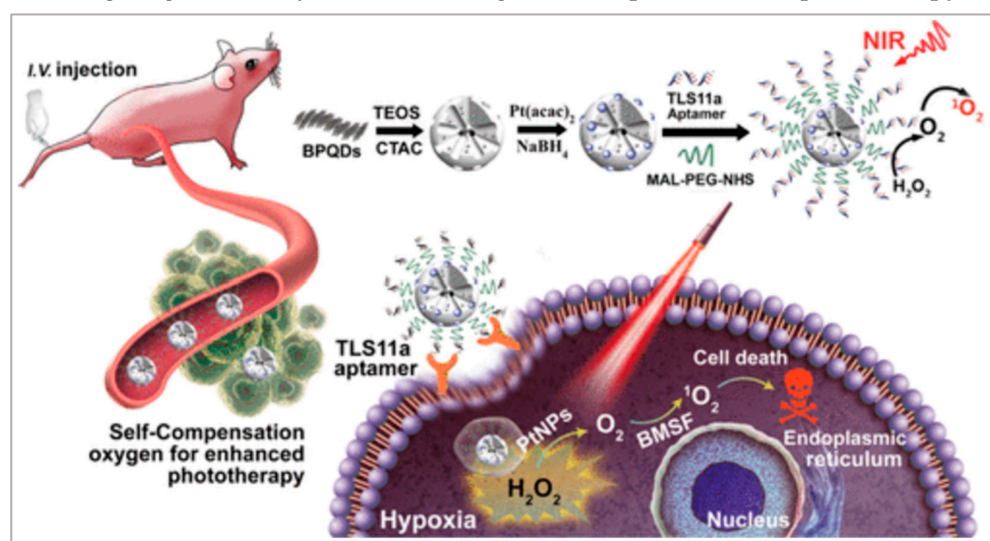 I.V. injection
BPQDs
TEOS
CTAC
Pt(acac)₂
NaBH₄
TLS11a
Aptamer
MAL-PEG-NHS
NIR
¹O₂
O₂
H₂O₂
TLS11a
aptamer
Self-Compensation
oxygen for enhanced
phototherapy
Cell death
¹O₂
O₂
BMSF
PtNPs
H₂O₂
Endoplasmic
reticulum
Hypoxia
Nucleus